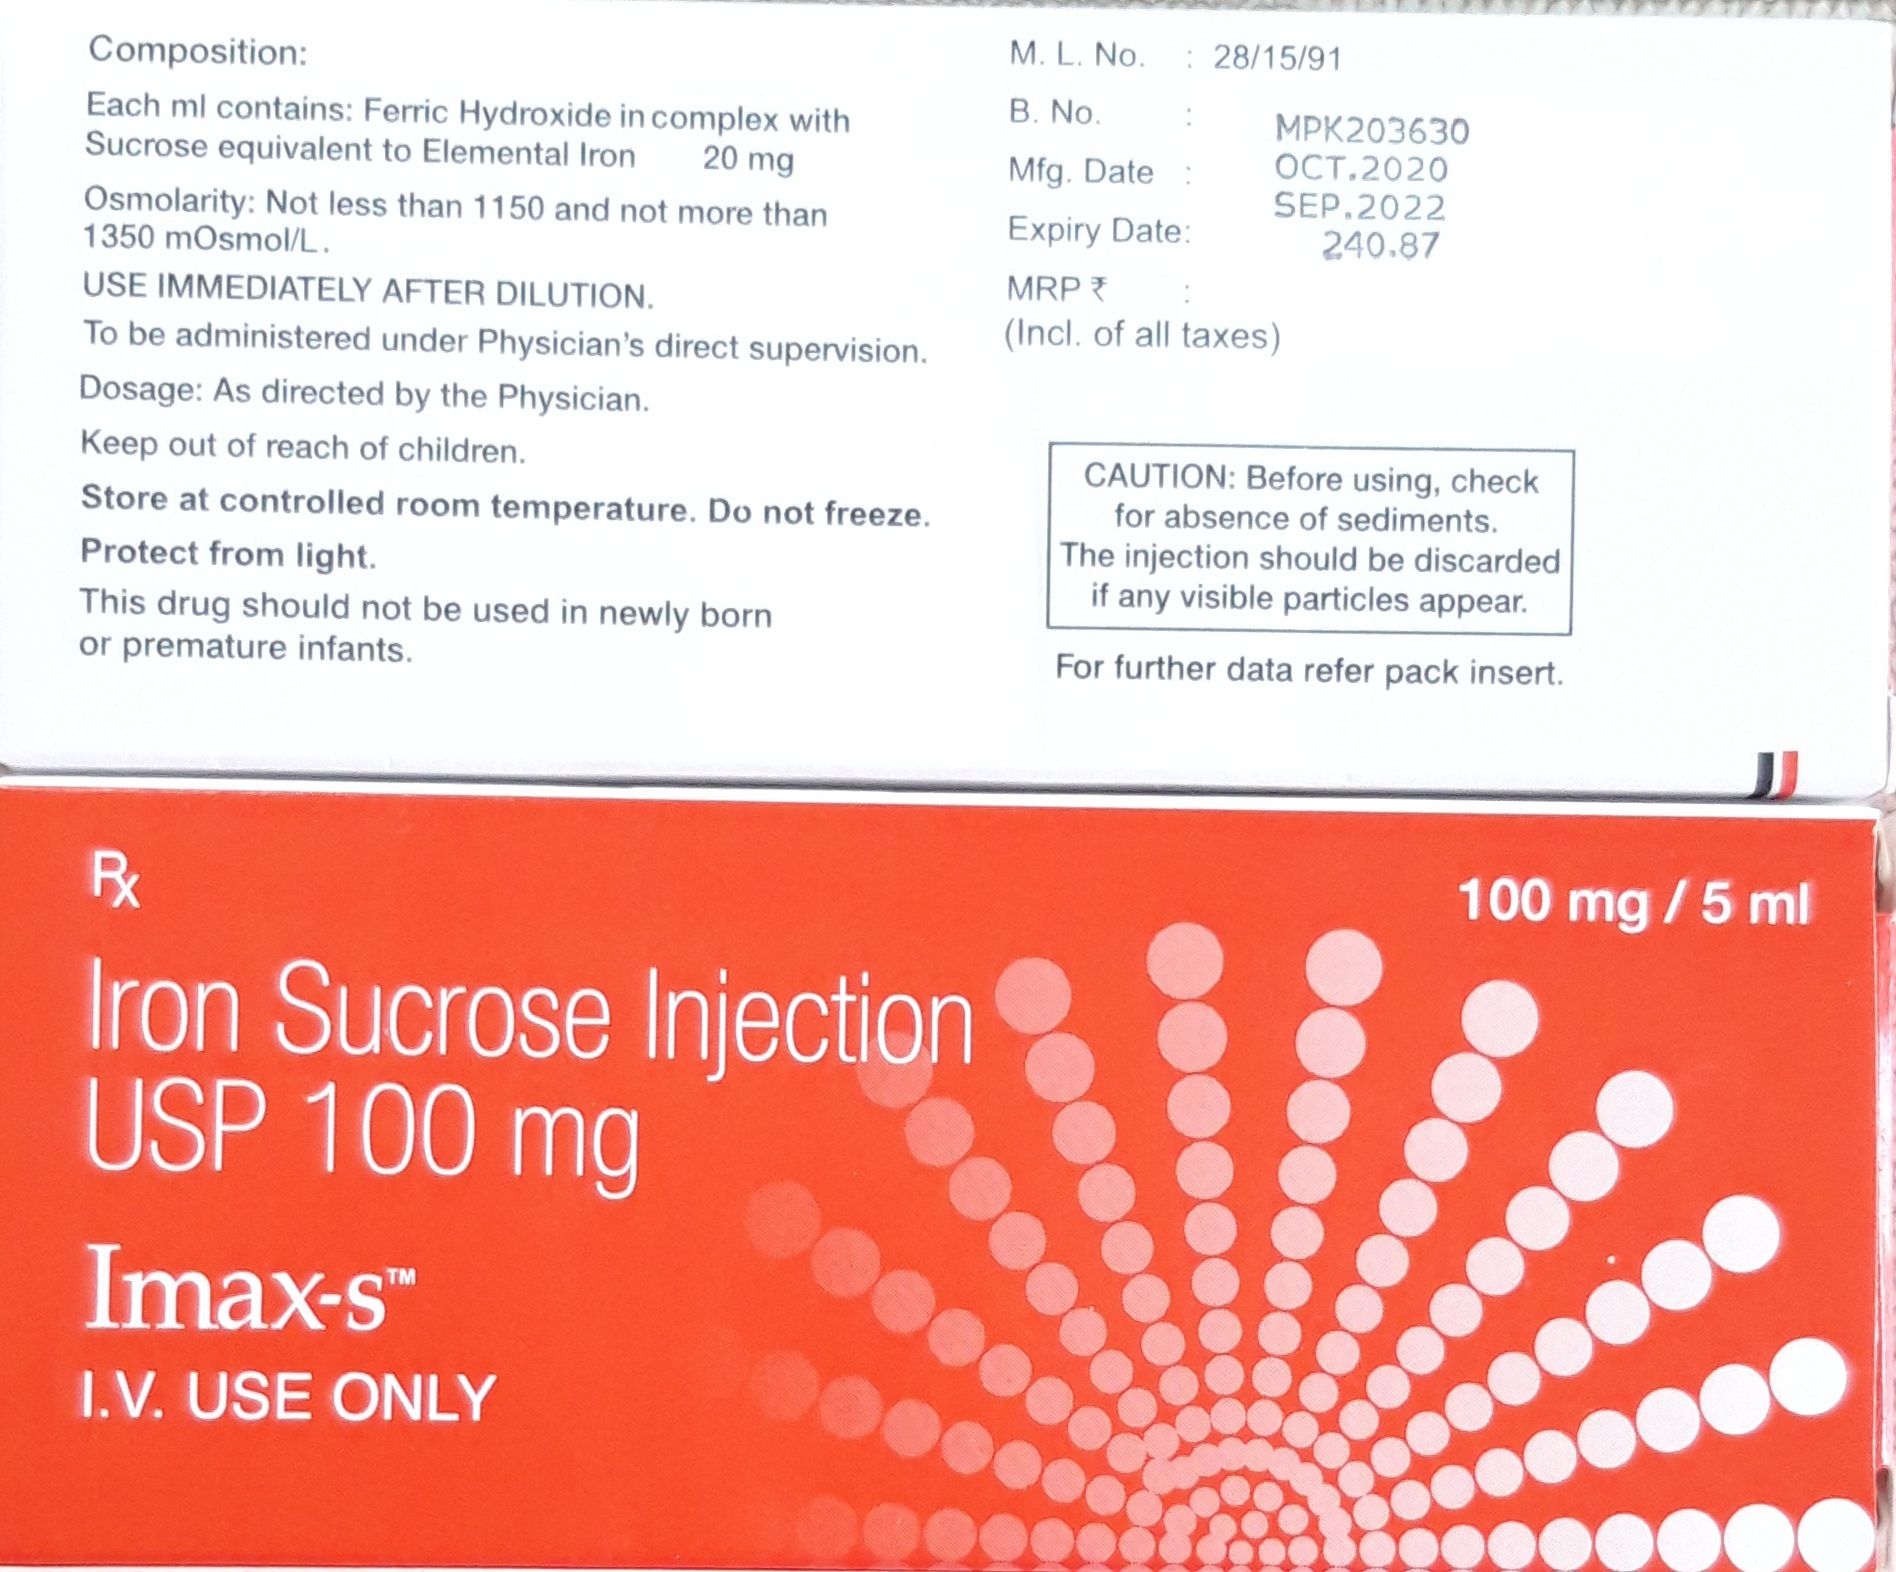 Composition:
Each ml contains: Ferric Hydroxide in complex with
Sucrose equivalent to Elemental Iron 20 mg
Osmolarity: Not less than 1150 and not more than
1350 mOsmol/L.
USE IMMEDIATELY AFTER DILUTION.
To be administered under Physician's direct supervision.
Dosage: As directed by the Physician.
Keep out of reach of children.
Store at controlled room temperature. Do not freeze.
Protect from light.
This drug should not be used in newly born
or premature infants.
M. L. No. : 28/15/91
B. No. : MPK203630
Mfg. Date : OCT.2020
Expiry Date: SEP.2022
MRP ₹ : 240.87
(Incl. of all taxes)
CAUTION: Before using, check
for absence of sediments.
The injection should be discarded
if any visible particles appear.
For further data refer pack insert.
Rx
100 mg / 5 ml
Iron Sucrose Injection
USP 100 mg
Imax-s™
I.V. USE ONLY